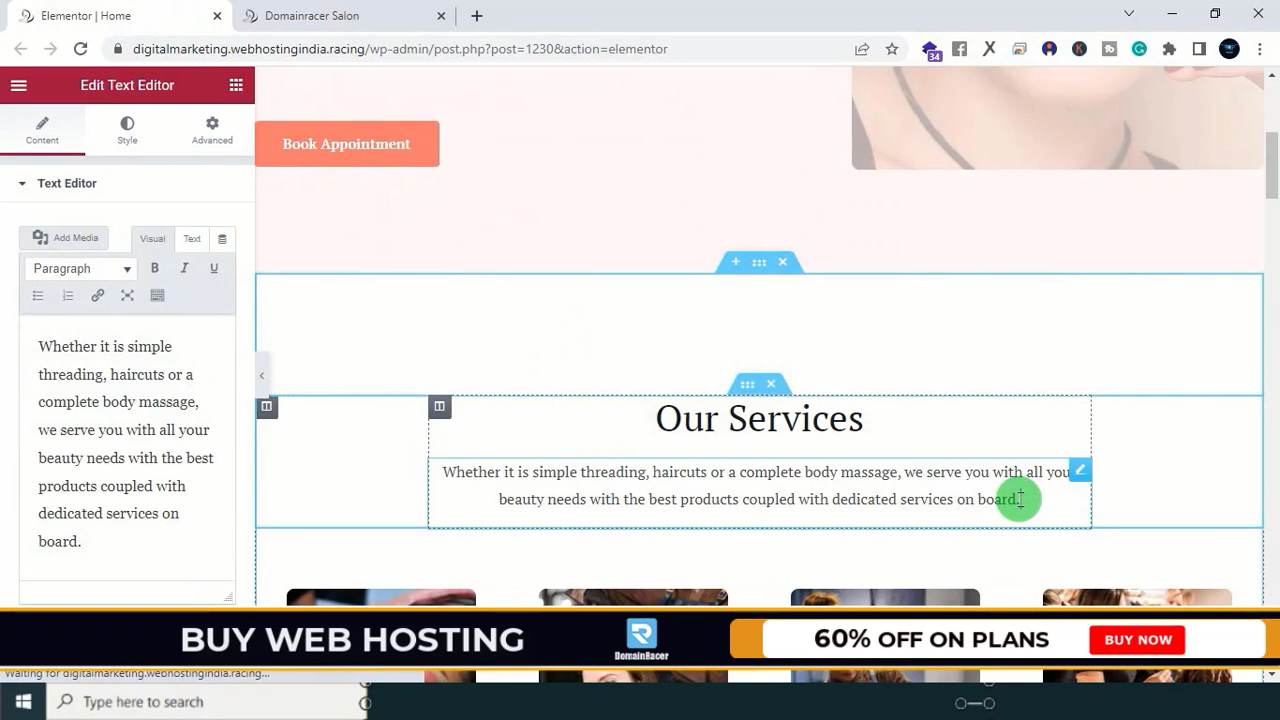 Elementor | Home
Domainracer Salon
digitalmarketing.webhostingindia.racing/wp-admin/post.php?post=1230&action=elementor
34
Edit Text Editor
Content
Style
Advanced
Text Editor
Add Media
Visual
Text
Paragraph
B
I
U
Whether it is simple
threading, haircuts or a
complete body massage,
we serve you with all your
beauty needs with the best
products coupled with
dedicated services on
board.
Book Appointment
Our Services
Whether it is simple threading, haircuts or a complete body massage, we serve you with all you
beauty needs with the best products coupled with dedicated services on board.
BUY WEB HOSTING
DomainRacer
60% OFF ON PLANS
BUY NOW
Waiting for digitalmarketing.webhostingindia.racing...
Type here to search